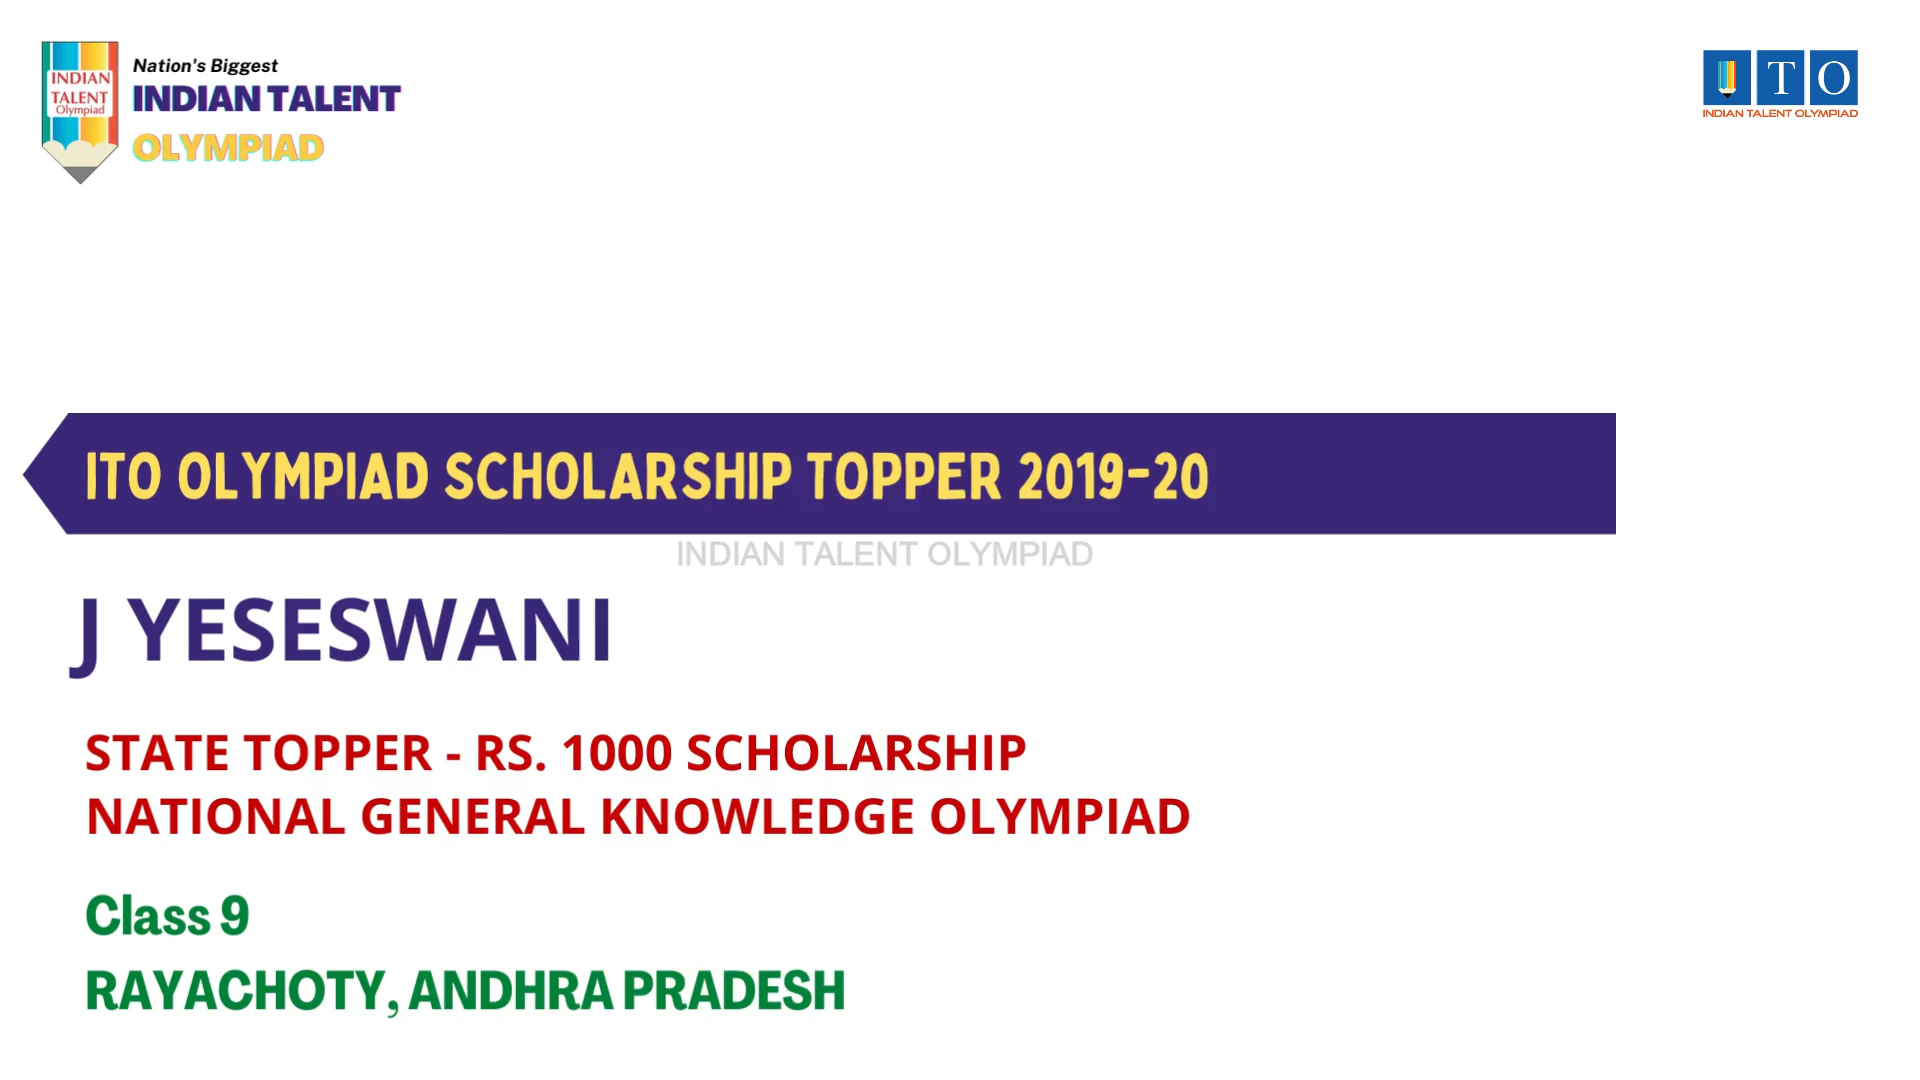 INDIAN
TALENT
Olympiad
Nation's Biggest
INDIAN TALENT
OLYMPIAD
T O
INDIAN TALENT OLYMPIAD
ITO OLYMPIAD SCHOLARSHIP TOPPER 2019-20
INDIAN TALENT OLYMPIAD
J YESESWANI
STATE TOPPER - RS. 1000 SCHOLARSHIP
NATIONAL GENERAL KNOWLEDGE OLYMPIAD
Class 9
RAYACHOTY, ANDHRA PRADESH